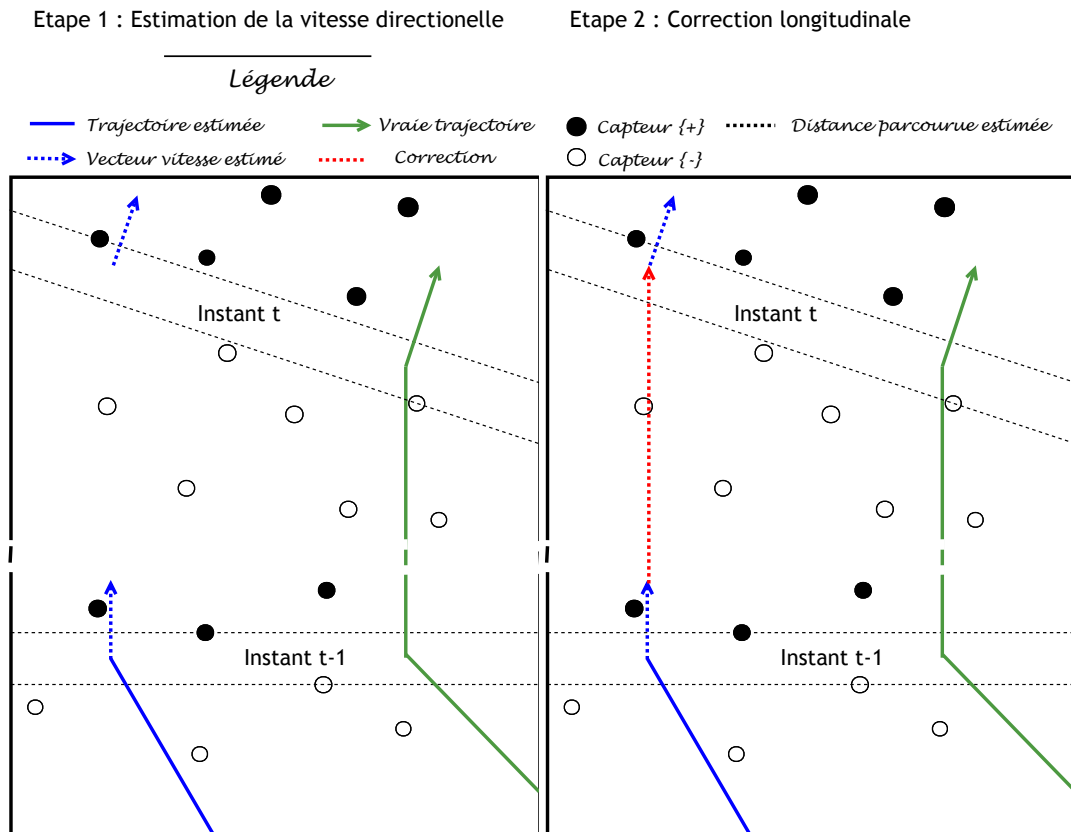 Etape 1 : Estimation de la vitesse directionelle
Etape 2 : Correction longitudinale
Légende
Trajectoire estimée
Vraie trajectoire
Capteur {+}
Distance parcourue estimée
Vecteur vitesse estimé
Correction
Capteur {-}
Instant t
Instant t
Instant t-1
Instant t-1